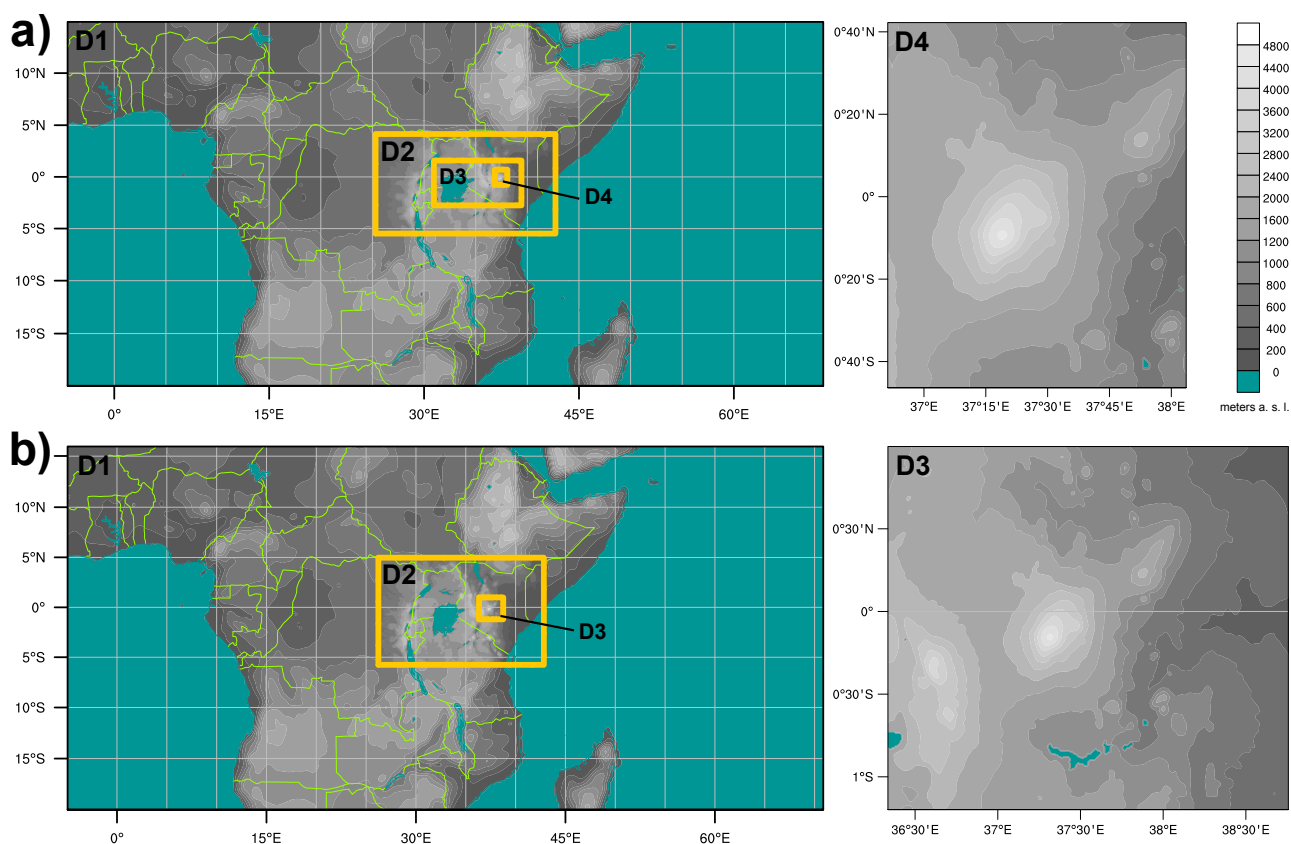 a)
D1
D2
D3
D4
10°N
5°N
0°
5°S
10°S
15°S
0°
15°E
30°E
45°E
60°E
D4
0°40'N
0°20'N
0°
0°20'S
0°40'S
37°E
37°15'E
37°30'E
37°45'E
38°E
4800
4400
4000
3600
3200
2800
2400
2000
1600
1200
1000
800
600
400
200
0
meters a. s. l.
b)
D1
D2
D3
10°N
5°N
0°
5°S
10°S
15°S
0°
15°E
30°E
45°E
60°E
D3
0°30'N
0°
0°30'S
1°S
36°30'E
37°E
37°30'E
38°E
38°30'E